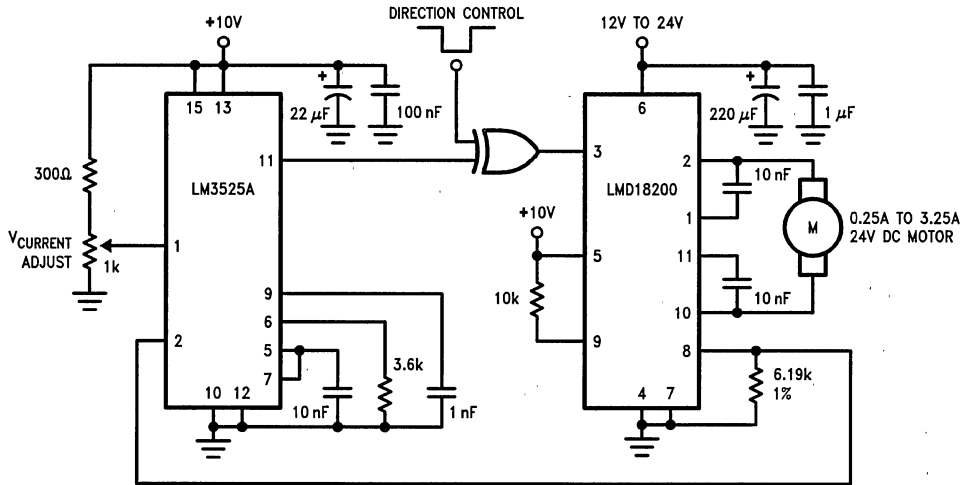 DIRECTION CONTROL
+10V
12V TO 24V
15 13
22 µF
+
100 nF
6
220 µF
+
1 µF
300Ω
11
LM3525A
3
LMD18200
2
10 nF
1
M
0.25A TO 3.25A
24V DC MOTOR
VCURRENT
ADJUST
1k
1
+10V
5
11
10k
10 nF
9
9
10
6
2
5
3.6k
8
7
6.19k
1%
10 12
10 nF
1 nF
4 7